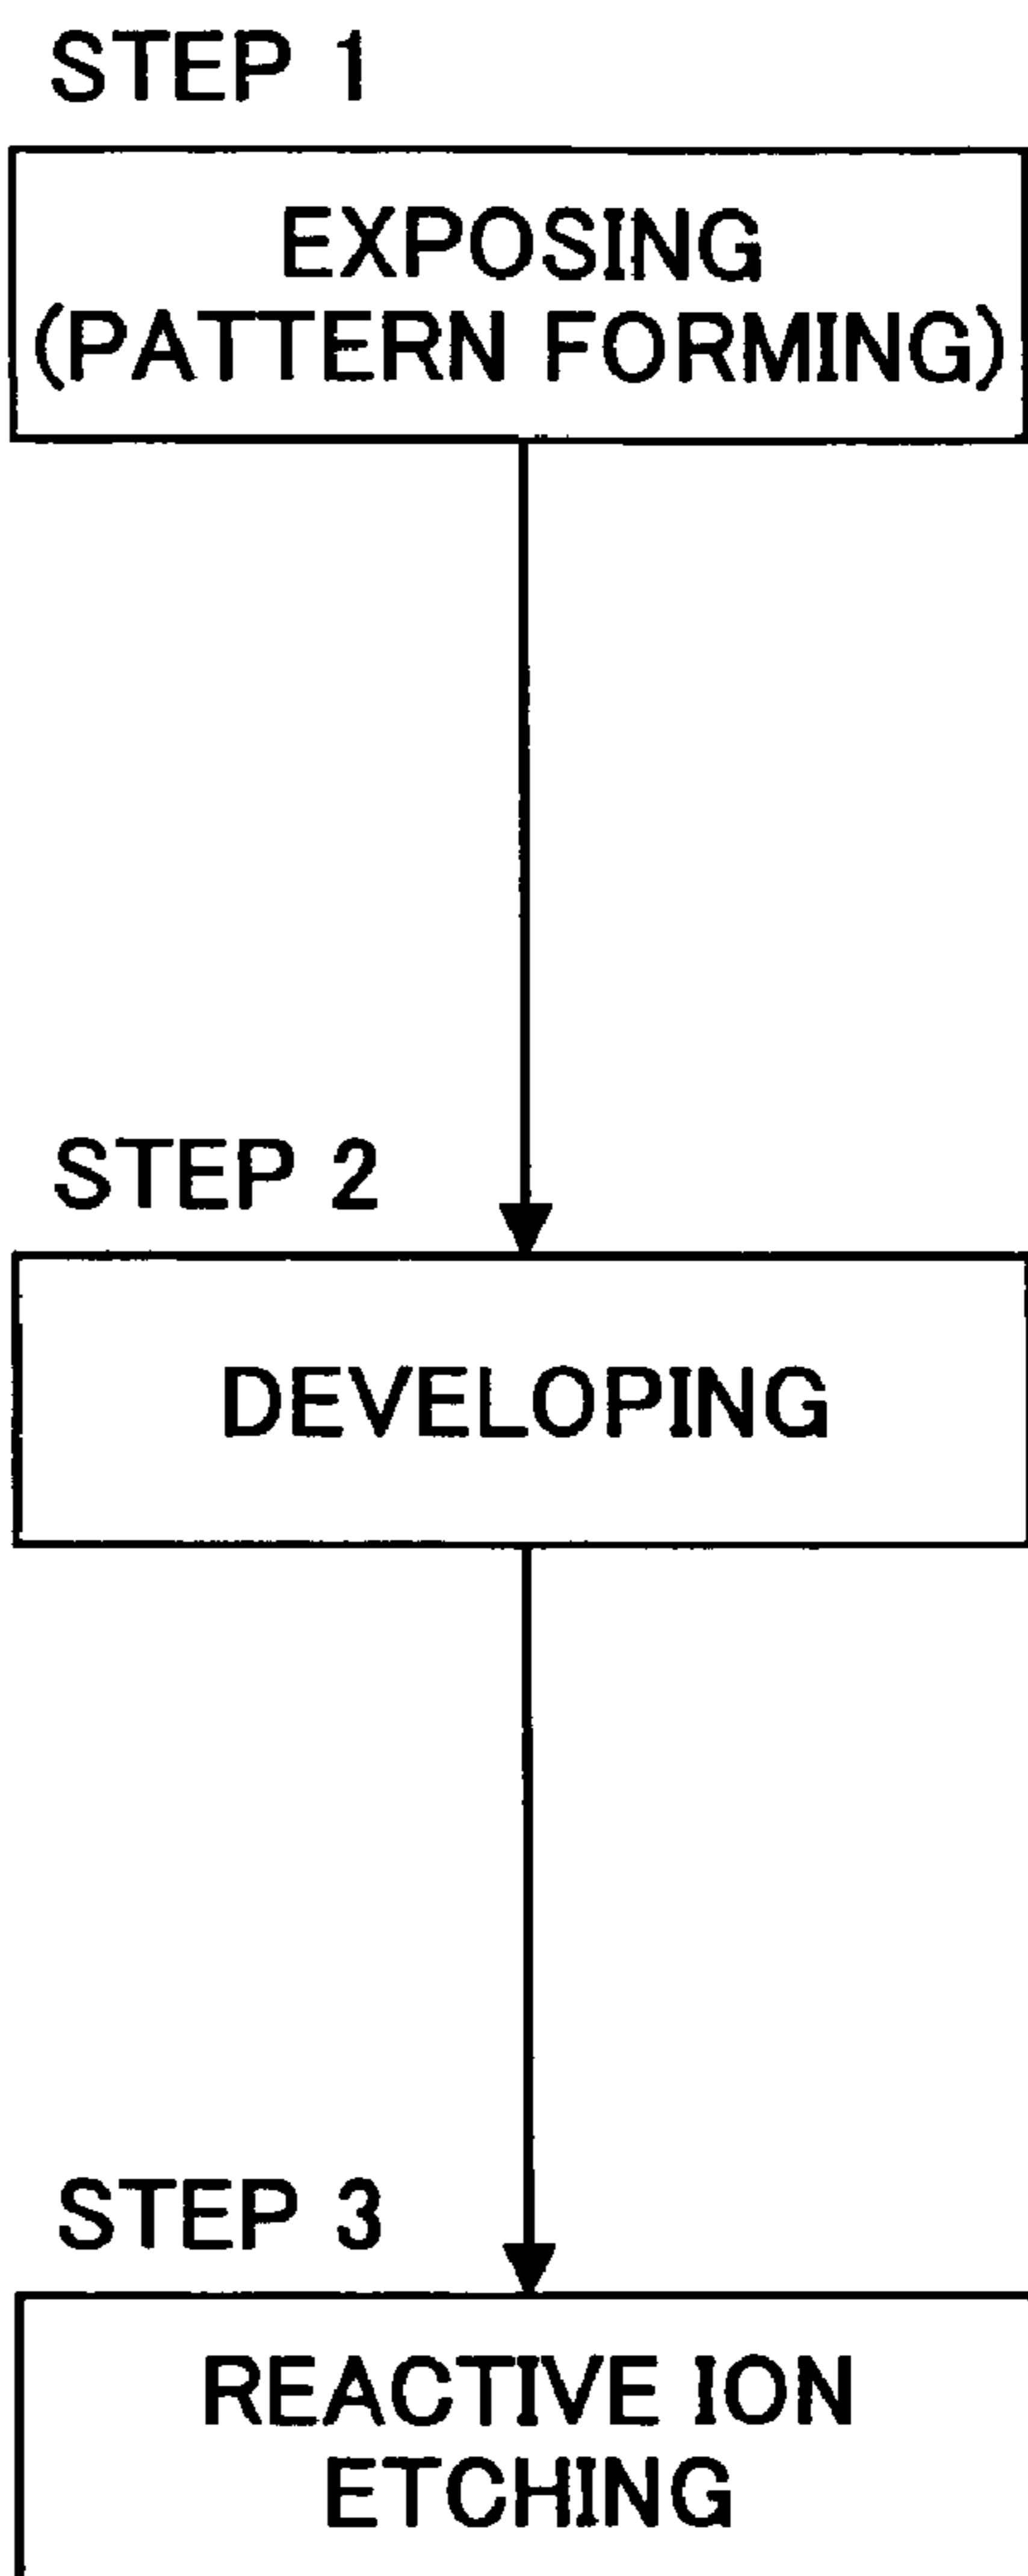 STEP 1
EXPOSING
(PATTERN FORMING)
STEP 2
DEVELOPING
STEP 3
REACTIVE ION
ETCHING